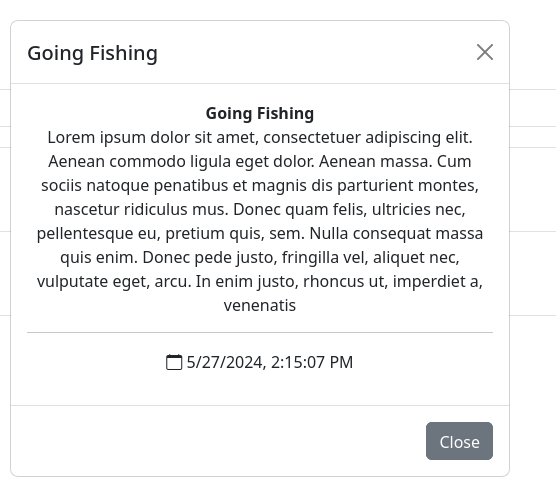 Going Fishing
Going Fishing
Lorem ipsum dolor sit amet, consectetuer adipiscing elit.
Aenean commodo ligula eget dolor. Aenean massa. Cum
sociis natoque penatibus et magnis dis parturient montes,
nascetur ridiculus mus. Donec quam felis, ultricies nec,
pellentesque eu, pretium quis, sem. Nulla consequat massa
quis enim. Donec pede justo, fringilla vel, aliquet nec,
vulputate eget, arcu. In enim justo, rhoncus ut, imperdiet a,
venenatis
5/27/2024, 2:15:07 PM
Close